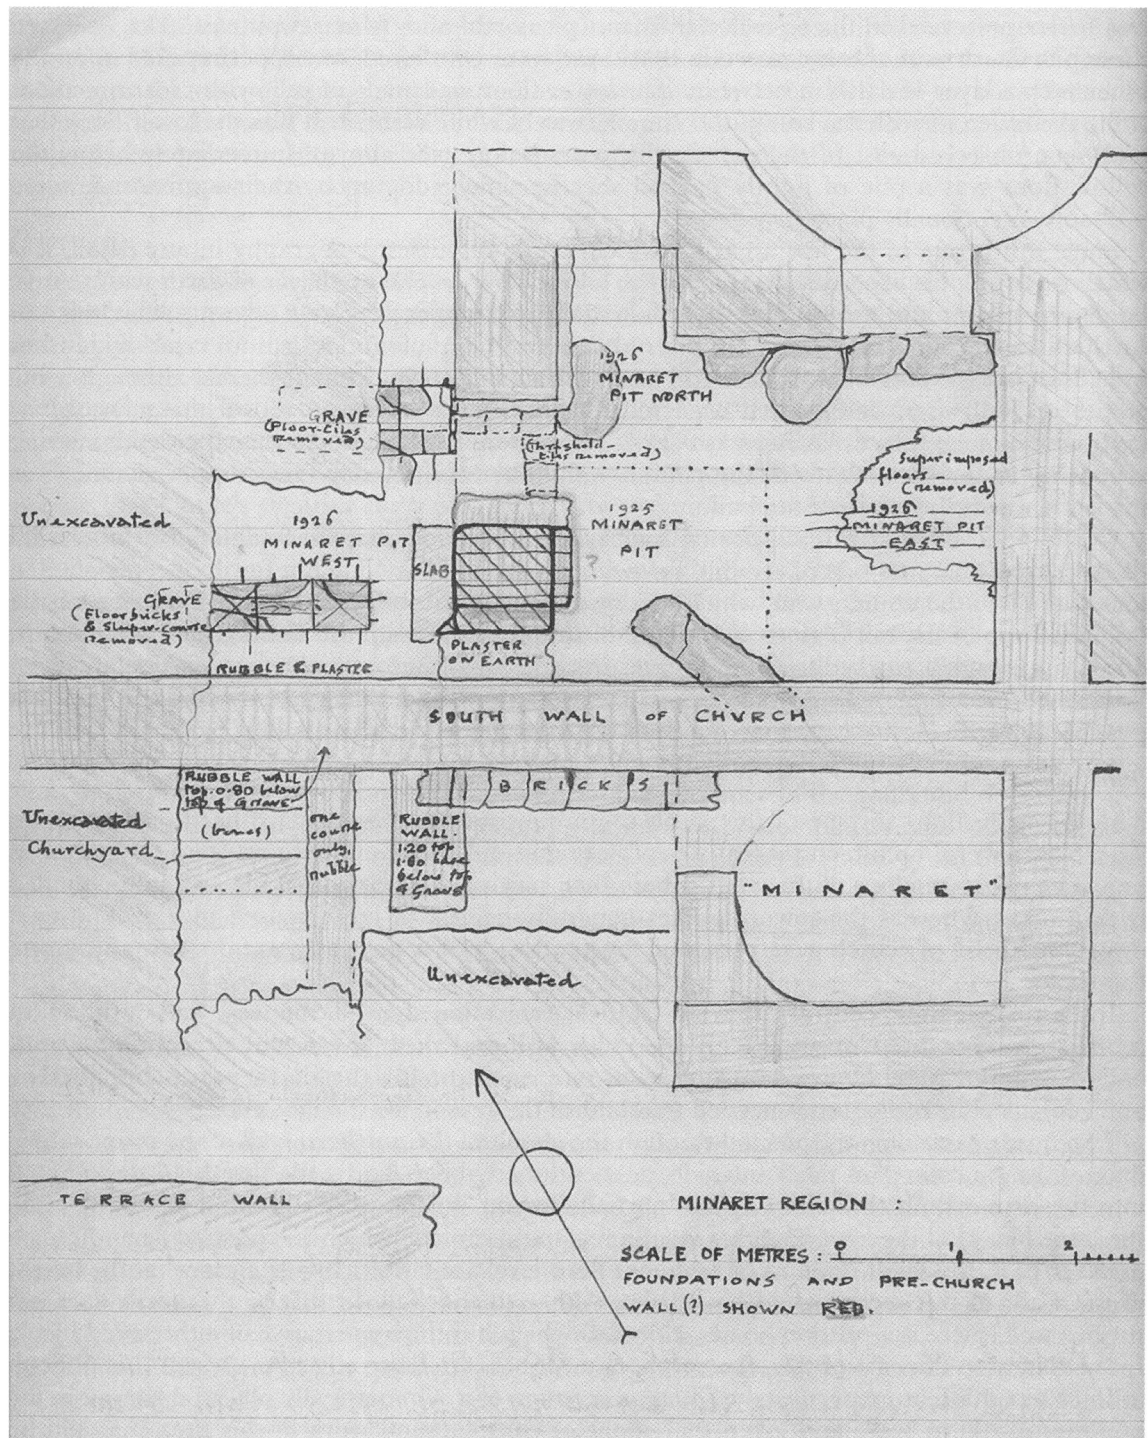 1926
MINARET
PIT NORTH
GRAVE
(Floor-tiles
removed)
(Threshold-
tiles removed)
Superimposed
floors-
(removed)
1926
MINARET PIT
EAST
Unexcavated
1926
MINARET PIT
WEST
1925
MINARET
PIT
SLAB
?
GRAVE
(Floorbricks
& Sleeper-course
removed)
RUBBLE & PLASTER
PLASTER
ON EARTH
SOUTH WALL OF CHVRCH
RUBBLE WALL
top 0.80 below
top of Grave
(bones)
Unexcavated
Churchyard
one
course
only,
rubble
BRICKS
RUBBLE
WALL.
1.20 top
1.80 base
below top
of Grave
"MINARET"
Unexcavated
TERRACE WALL
MINARET REGION :
SCALE OF METRES : 0 1 2
FOUNDATIONS AND PRE-CHURCH
WALL(?) SHOWN RED.